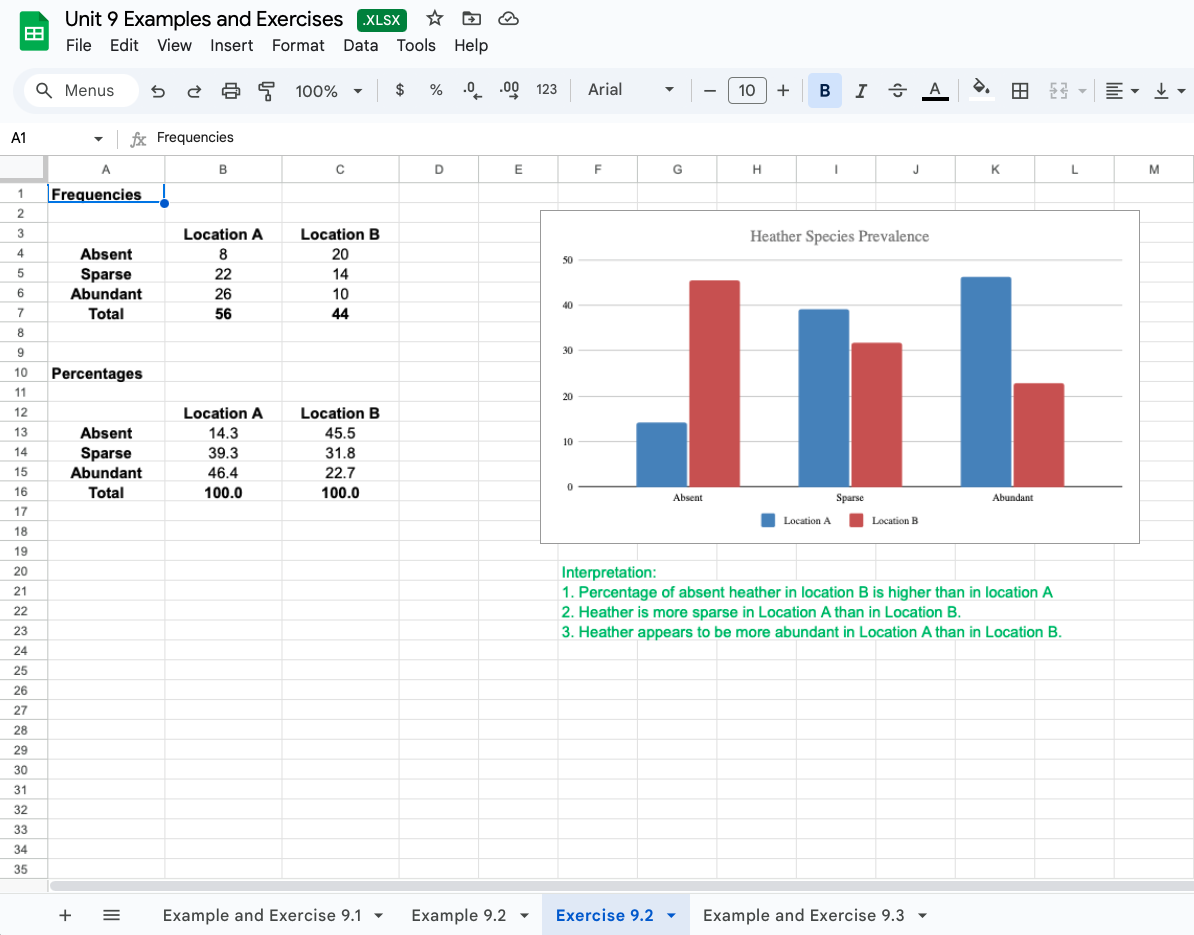 Unit 9 Examples and Exercises .XLSX
File Edit View Insert Format Data Tools Help
Menus 100% $ % .0 .00 123 Arial 10 B I S A
A1 fx Frequencies
A B C D E F G H I J K L M
1 Frequencies
2
3 Location A Location B
4 Absent 8 20
5 Sparse 22 14
6 Abundant 26 10
7 Total 56 44
8
9
10 Percentages
11
12 Location A Location B
13 Absent 14.3 45.5
14 Sparse 39.3 31.8
15 Abundant 46.4 22.7
16 Total 100.0 100.0
17
18
19
20
21
22
23
24
25
26
27
28
29
30
31
32
33
34
35
Heather Species Prevalence
50
40
30
20
10
0
Absent Sparse Abundant
Location A Location B
Interpretation:
1. Percentage of absent heather in location B is higher than in location A
2. Heather is more sparse in Location A than in Location B.
3. Heather appears to be more abundant in Location A than in Location B.
+ Example and Exercise 9.1 Example 9.2 Exercise 9.2 Example and Exercise 9.3